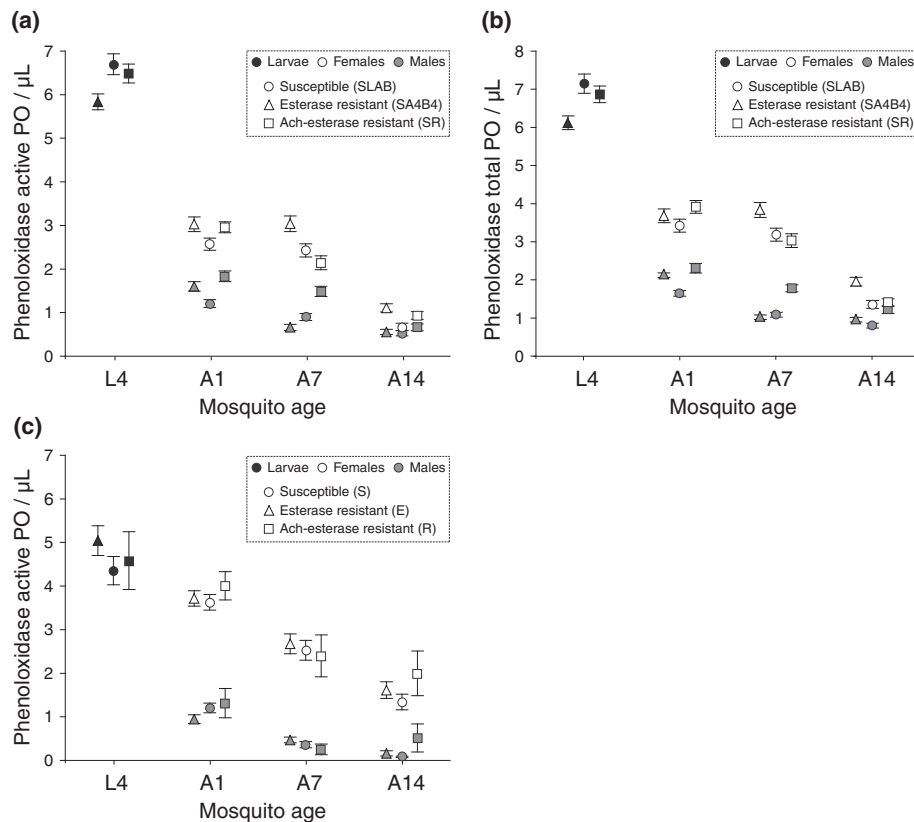 (a)
Phenoloxidase active PO / µL
7
6
5
4
3
2
1
0
Larvae Females Males
Susceptible (SLAB)
Esterase resistant (SA4B4)
Ach-esterase resistant (SR)
L4 A1 A7 A14
Mosquito age
(b)
Phenoloxidase total PO / µL
8
7
6
5
4
3
2
1
0
Larvae Females Males
Susceptible (SLAB)
Esterase resistant (SA4B4)
Ach-esterase resistant (SR)
L4 A1 A7 A14
Mosquito age
(c)
Phenoloxidase active PO / µL
7
6
5
4
3
2
1
0
Larvae Females Males
Susceptible (S)
Esterase resistant (E)
Ach-esterase resistant (R)
L4 A1 A7 A14
Mosquito age